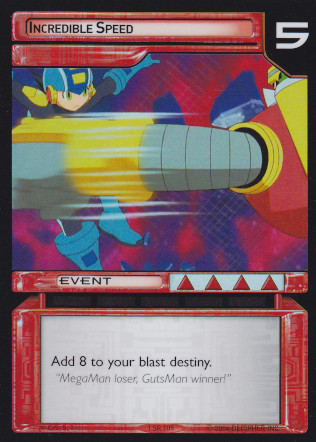 INCREDIBLE SPEED
5
EVENT
Add 8 to your blast destiny.
"MegaMan loser, GutsMan winner!"